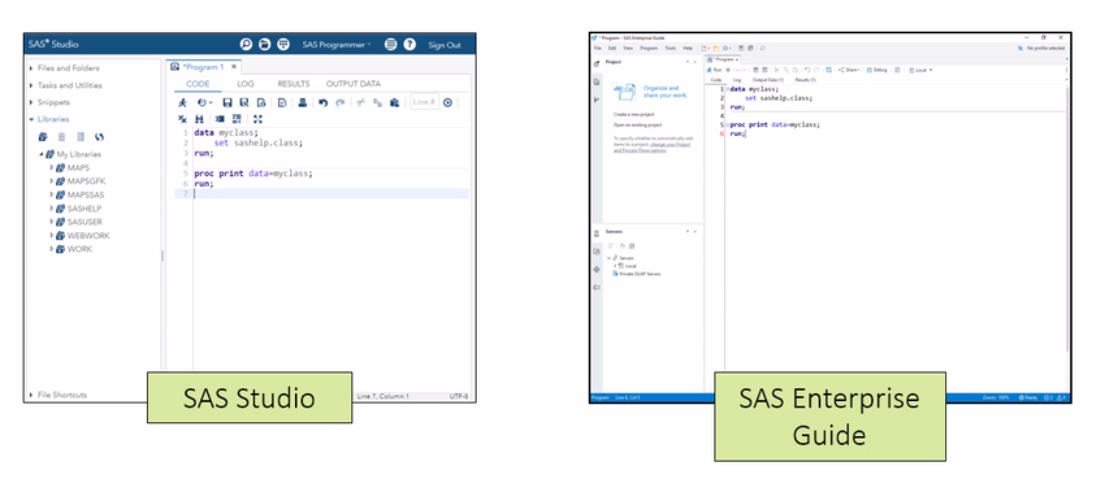 SAS® Studio
SAS Programmer
Sign Out
Files and Folders
Tasks and Utilities
Snippets
Libraries
My Libraries
MAPS
MAPSGFK
MAPSSAS
SASHELP
SASUSER
WEBWORK
WORK
File Shortcuts
*Program 1 ×
CODE LOG RESULTS OUTPUT DATA
Line #
1 data myclass;
2 set sashelp.class;
3 run;
4
5 proc print data=myclass;
6 run;
7
Line 7, Column 1 UTF-8
SAS Studio
*Program - SAS Enterprise Guide
File Edit View Program Tasks Help
No profile selected
Project
Organize and
share your work.
Create a new project
Open an existing project
To specify whether to automatically add
items to a project, change your Project
and Process Flow options.
Servers
Servers
Local
Private OLAP Servers
*Program
Run Share Debug Local
Code Log Output Data (1) Results (1)
1 data myclass;
2 set sashelp.class;
3 run;
4
5 proc print data=myclass;
6 run;
Program Line 6, Col 5
Zoom: 100% Ready
SAS Enterprise
Guide